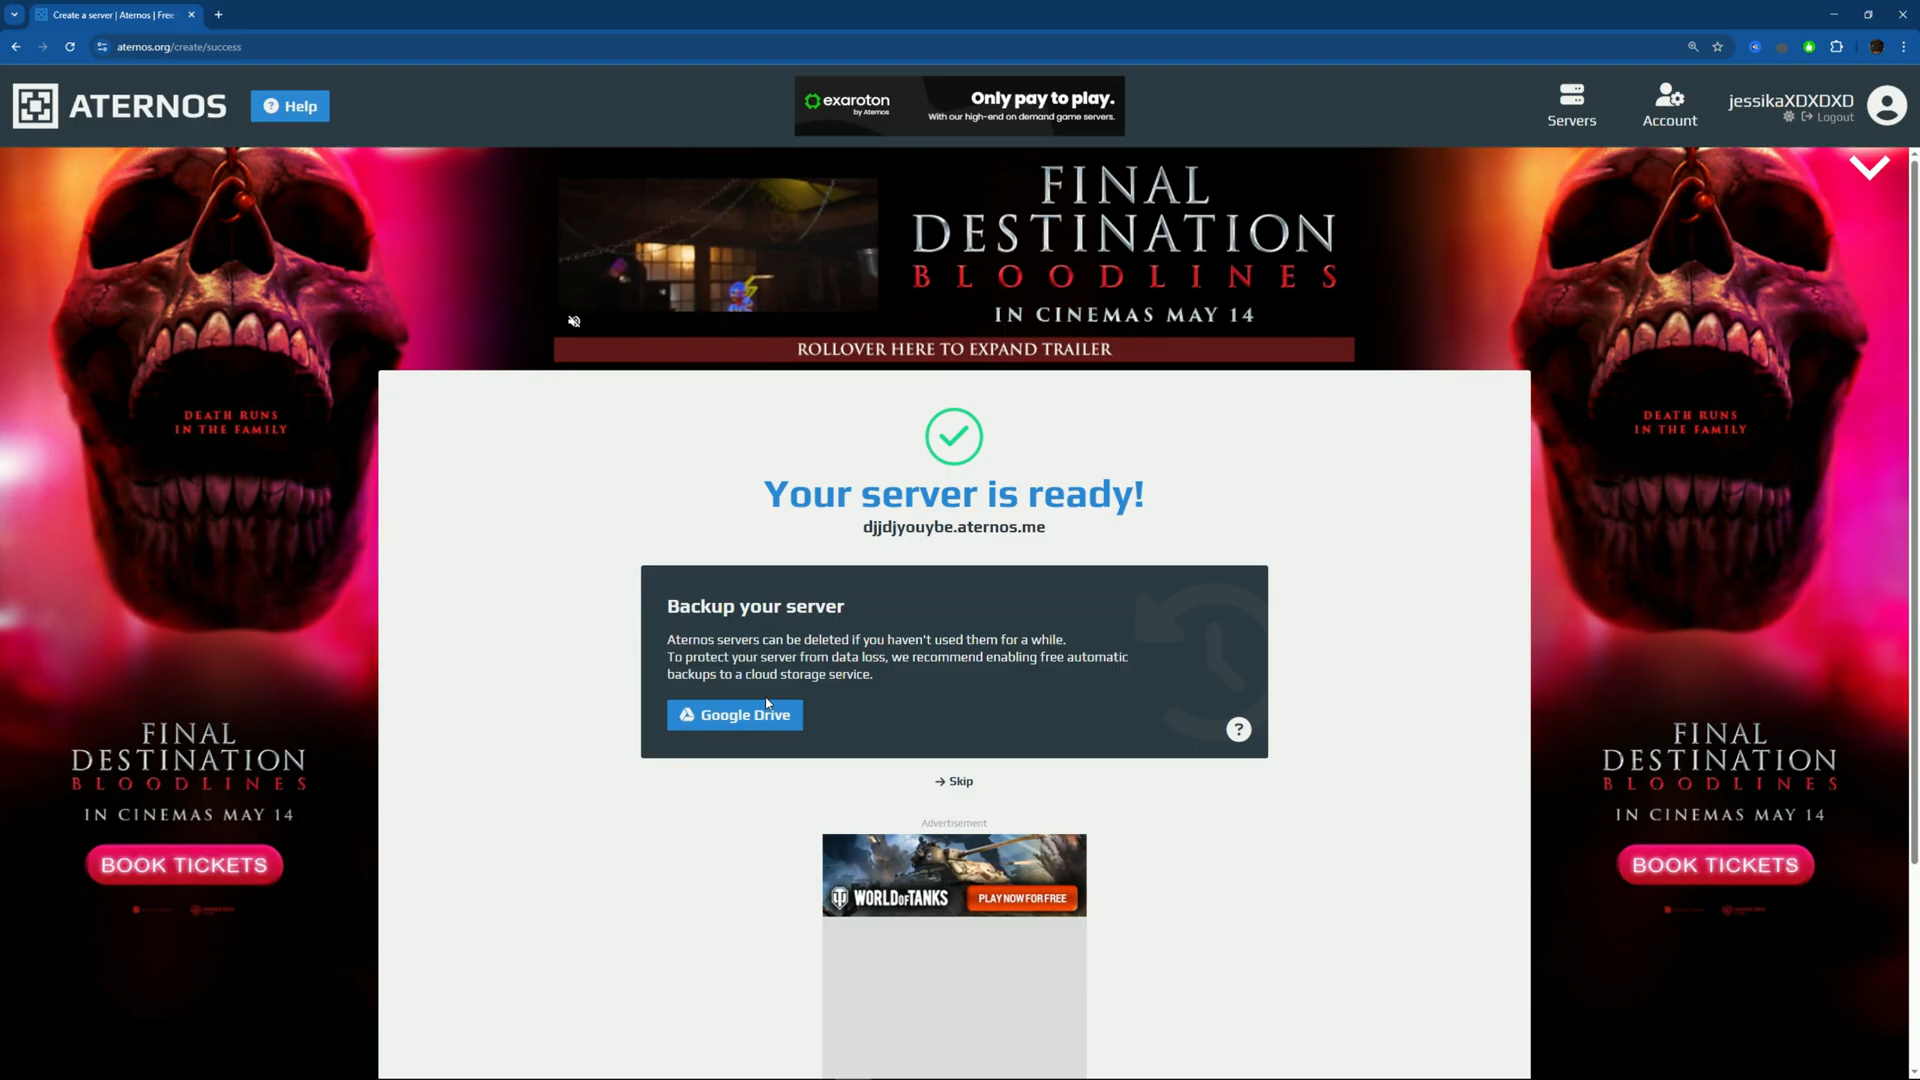 Create a server | Aternos | Free
aternos.org/create/success
ATERNOS
Help
exaroton
by Aternos
Only pay to play.
With our high-end on demand game servers.
Servers
Account
jessikaXDXDXD
Logout
FINAL
DESTINATION
BLOODLINES
IN CINEMAS MAY 14
ROLLOVER HERE TO EXPAND TRAILER
DEATH RUNS
IN THE FAMILY
DEATH RUNS
IN THE FAMILY
Your server is ready!
djjdjyouybe.aternos.me
Backup your server
Aternos servers can be deleted if you haven't used them for a while.
To protect your server from data loss, we recommend enabling free automatic
backups to a cloud storage service.
Google Drive
?
Skip
FINAL
DESTINATION
BLOODLINES
IN CINEMAS MAY 14
BOOK TICKETS
FINAL
DESTINATION
BLOODLINES
IN CINEMAS MAY 14
BOOK TICKETS
Advertisement
WORLD OF TANKS
PLAY NOW FOR FREE